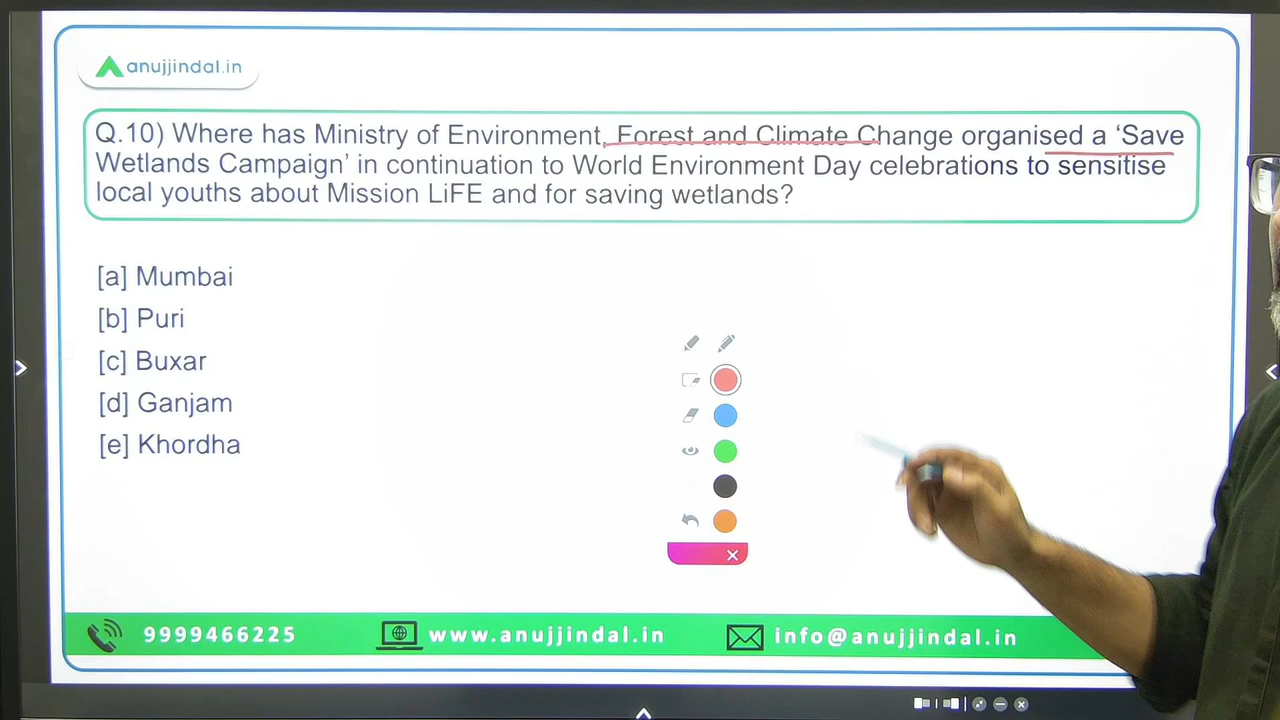 anujjindal.in
Q.10) Where has Ministry of Environment, Forest and Climate Change organised a ‘Save
Wetlands Campaign’ in continuation to World Environment Day celebrations to sensitise
local youths about Mission LiFE and for saving wetlands?
[a] Mumbai
[b] Puri
[c] Buxar
[d] Ganjam
[e] Khordha
9999466225 www.anujjindal.in info@anujjindal.in